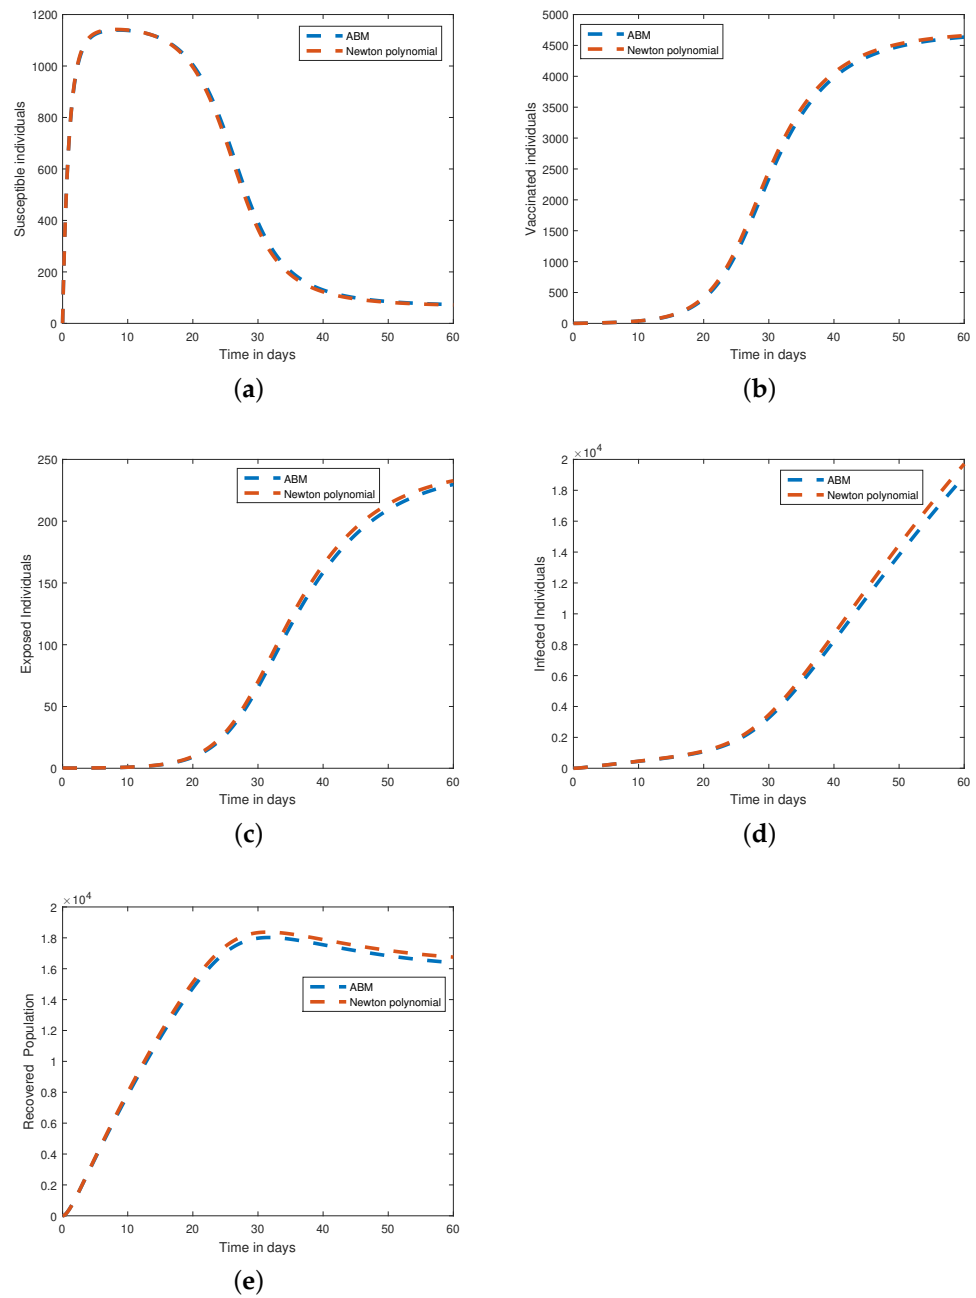 1200
1000
800
600
400
200
0
Susceptible individuals
ABM
Newton polynomial
0 10 20 30 40 50 60
Time in days
(a)
5000
4500
4000
3500
3000
2500
2000
1500
1000
500
0
Vaccinated individuals
ABM
Newton polynomial
0 10 20 30 40 50 60
Time in days
(b)
250
200
150
100
50
0
Exposed Individuals
ABM
Newton polynomial
0 10 20 30 40 50 60
Time in days
(c)
×10^4
2
1.8
1.6
1.4
1.2
1
0.8
0.6
0.4
0.2
0
Infected Individuals
ABM
Newton polynomial
0 10 20 30 40 50 60
Time in days
(d)
×10^4
2
1.8
1.6
1.4
1.2
1
0.8
0.6
0.4
0.2
0
Recovered Population
ABM
Newton polynomial
0 10 20 30 40 50 60
Time in days
(e)